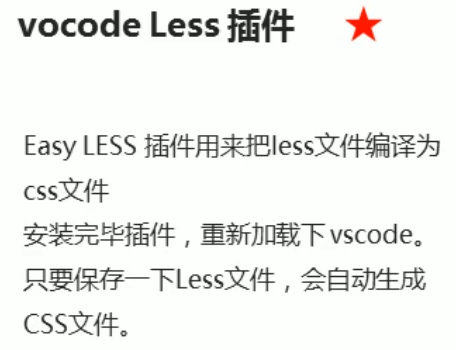 vocode Less 插件
Easy LESS 插件用来把less文件编译为
css文件
安装完毕插件，重新加载下 vscode。
只要保存一下Less文件，会自动生成
CSS文件。